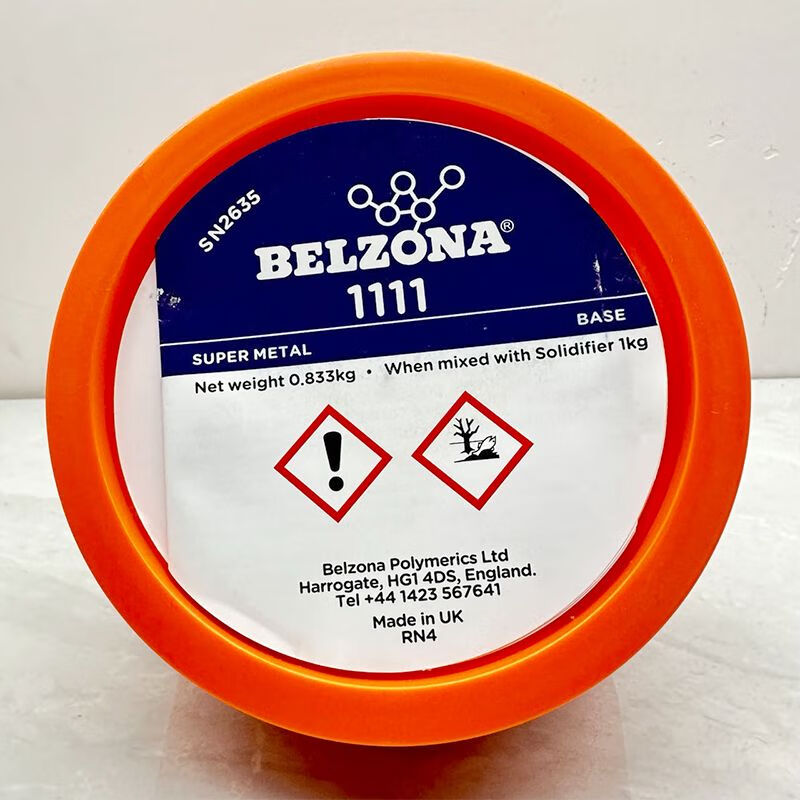 SN2635
BELZONA®
1111
SUPER METAL BASE
Net weight 0.833kg • When mixed with Solidifier 1kg
Belzona Polymerics Ltd
Harrogate, HG1 4DS, England.
Tel +44 1423 567641
Made in UK
RN4